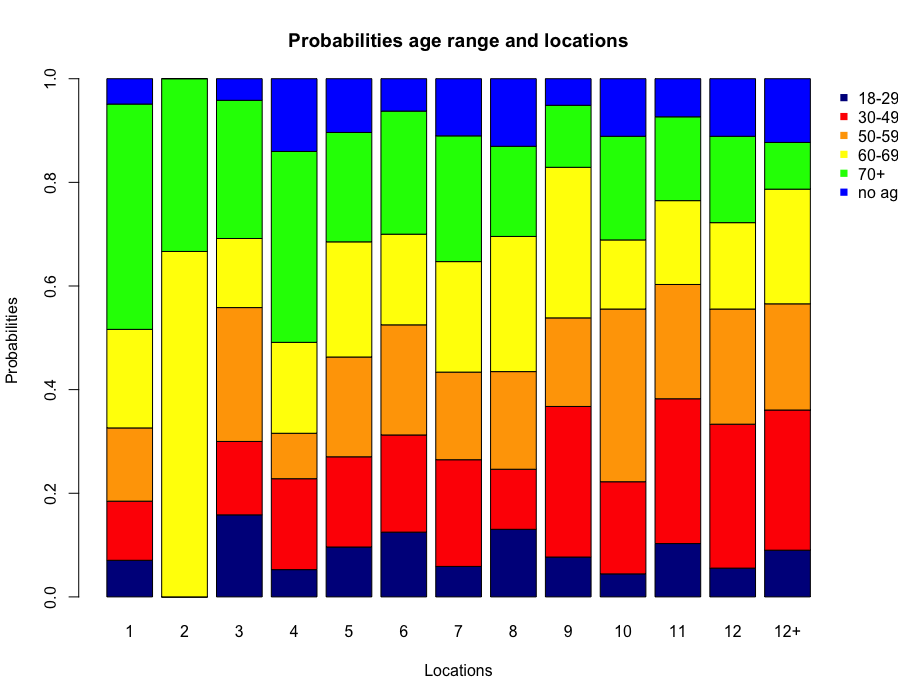 Probabilities age range and locations
Probabilities
1.0
0.8
0.6
0.4
0.2
0.0
18-29
30-49
50-59
60-69
70+
no ag
1 2 3 4 5 6 7 8 9 10 11 12 12+
Locations